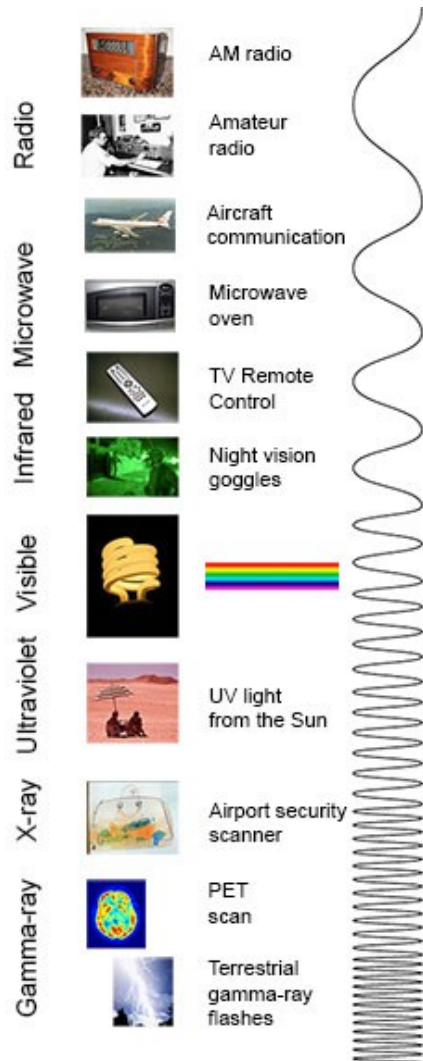 AM radio
Radio
Amateur
radio
Aircraft
communication
Microwave
Microwave
oven
TV Remote
Control
Infrared
Night vision
goggles
Visible
Ultraviolet
UV light
from the Sun
X-ray
Airport security
scanner
Gamma-ray
PET
scan
Terrestrial
gamma-ray
flashes